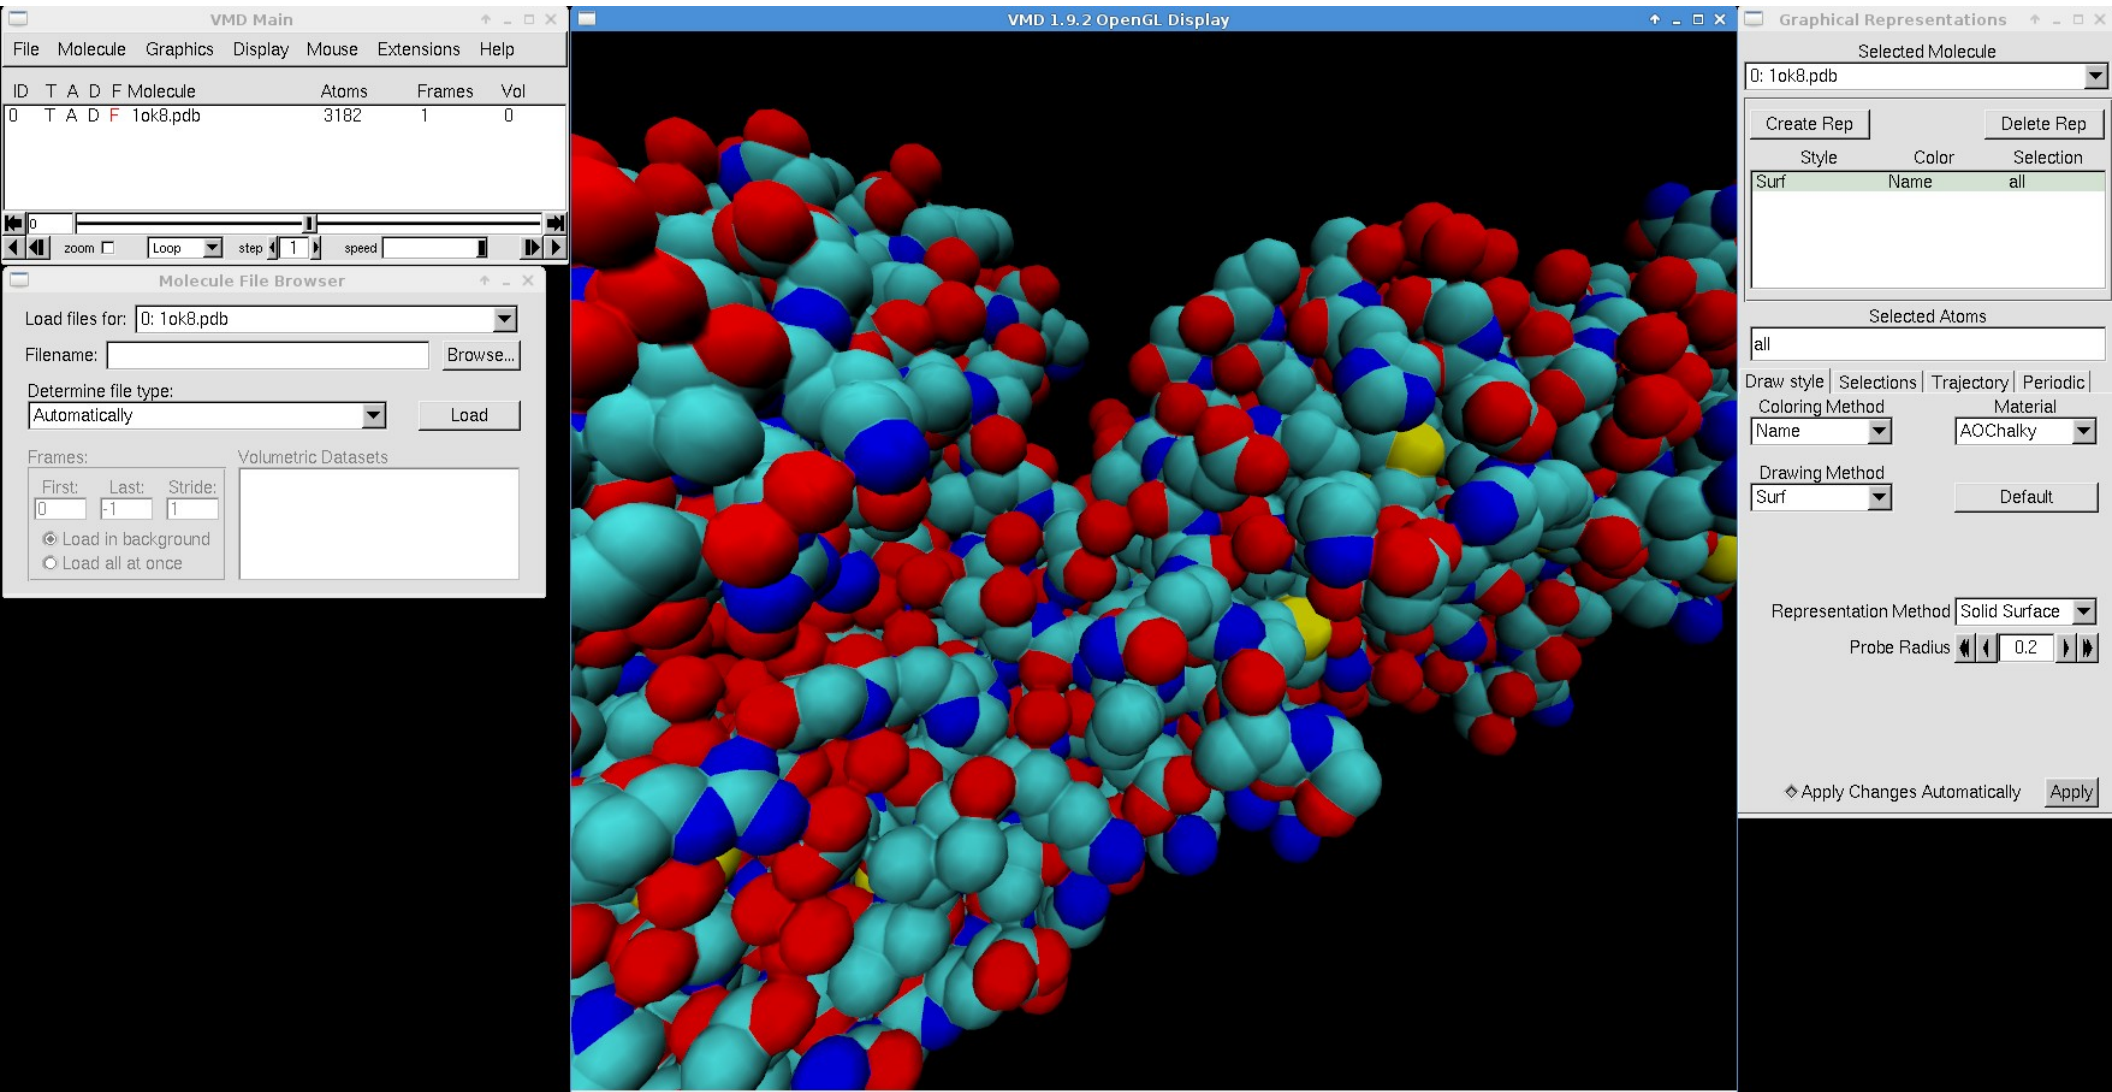 VMD Main
File Molecule Graphics Display Mouse Extensions Help
ID T A D F Molecule Atoms Frames Vol
0 T A D F 1ok8.pdb 3182 1 0
0
zoom Loop step 1 speed
Molecule File Browser
Load files for: 0: 1ok8.pdb
Filename: Browse...
Determine file type:
Automatically Load
Frames: Volumetric Datasets
First: Last: Stride:
0 -1 1
Load in background
Load all at once
VMD 1.9.2 OpenGL Display
Graphical Representations
Selected Molecule
0: 1ok8.pdb
Create Rep Delete Rep
Style Color Selection
Surf Name all
Selected Atoms
all
Draw style Selections Trajectory Periodic
Coloring Method Material
Name AOChalky
Drawing Method
Surf Default
Representation Method Solid Surface
Probe Radius 0.2
Apply Changes Automatically Apply